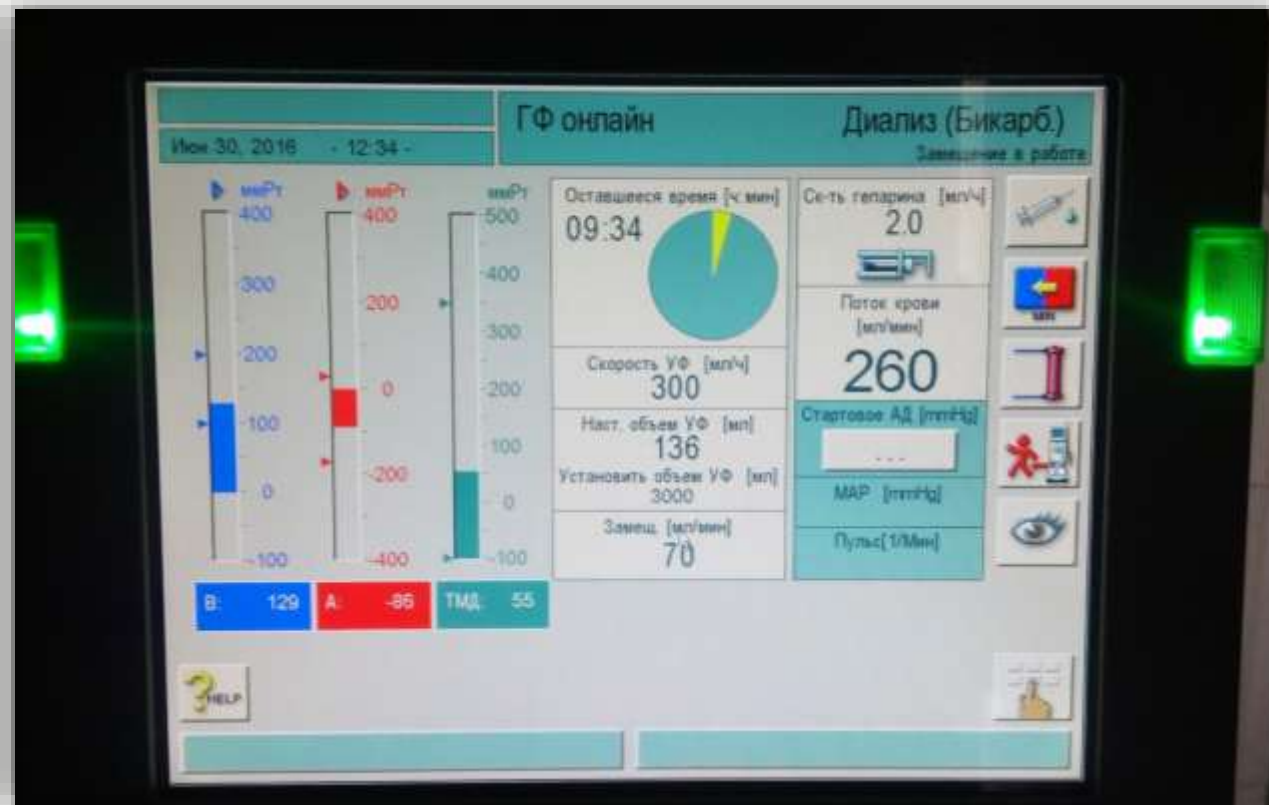 ГФ онлайн
Диализ (Бикарб.)
Июн 30, 2016 - 12:34 -
Замещение в работе
ммРт
ммРт
ммРт
400
300
200
100
0
-100
400
200
0
-200
-400
500
400
300
200
100
0
-100
В: 129
А: -86
ТМД: 55
Оставшееся время [ч:мин]
09:34
Скорость УФ [мл/ч]
300
Наст. объем УФ [мл]
136
Установить объем УФ [мл]
3000
Замещ. [мл/мин]
70
Ск-ть гепарина [мл/ч]
2.0
Поток крови
[мл/мин]
260
Стартовое АД [mmHg]
...
MAP [mmHg]
Пульс[1/Мин]
MIN
HELP